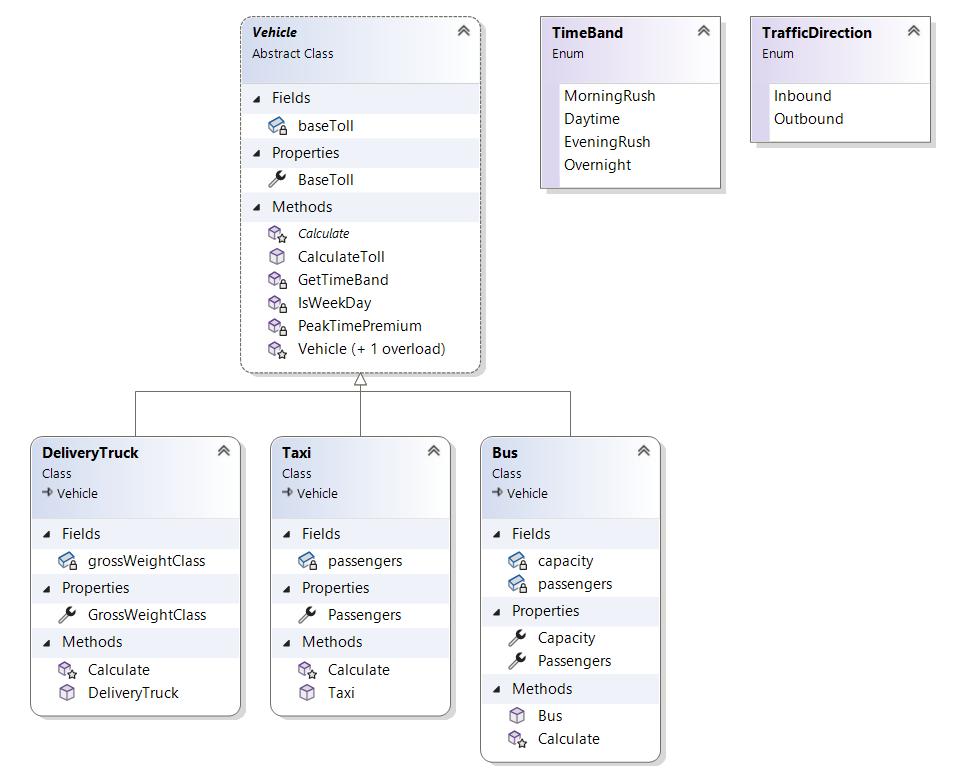 Vehicle
Abstract Class
Fields
baseToll
Properties
BaseToll
Methods
Calculate
CalculateToll
GetTimeBand
IsWeekDay
PeakTimePremium
Vehicle (+ 1 overload)
TimeBand
Enum
MorningRush
Daytime
EveningRush
Overnight
TrafficDirection
Enum
Inbound
Outbound
DeliveryTruck
Class
Vehicle
Fields
grossWeightClass
Properties
GrossWeightClass
Methods
Calculate
DeliveryTruck
Taxi
Class
Vehicle
Fields
passengers
Properties
Passengers
Methods
Calculate
Taxi
Bus
Class
Vehicle
Fields
capacity
passengers
Properties
Capacity
Passengers
Methods
Bus
Calculate